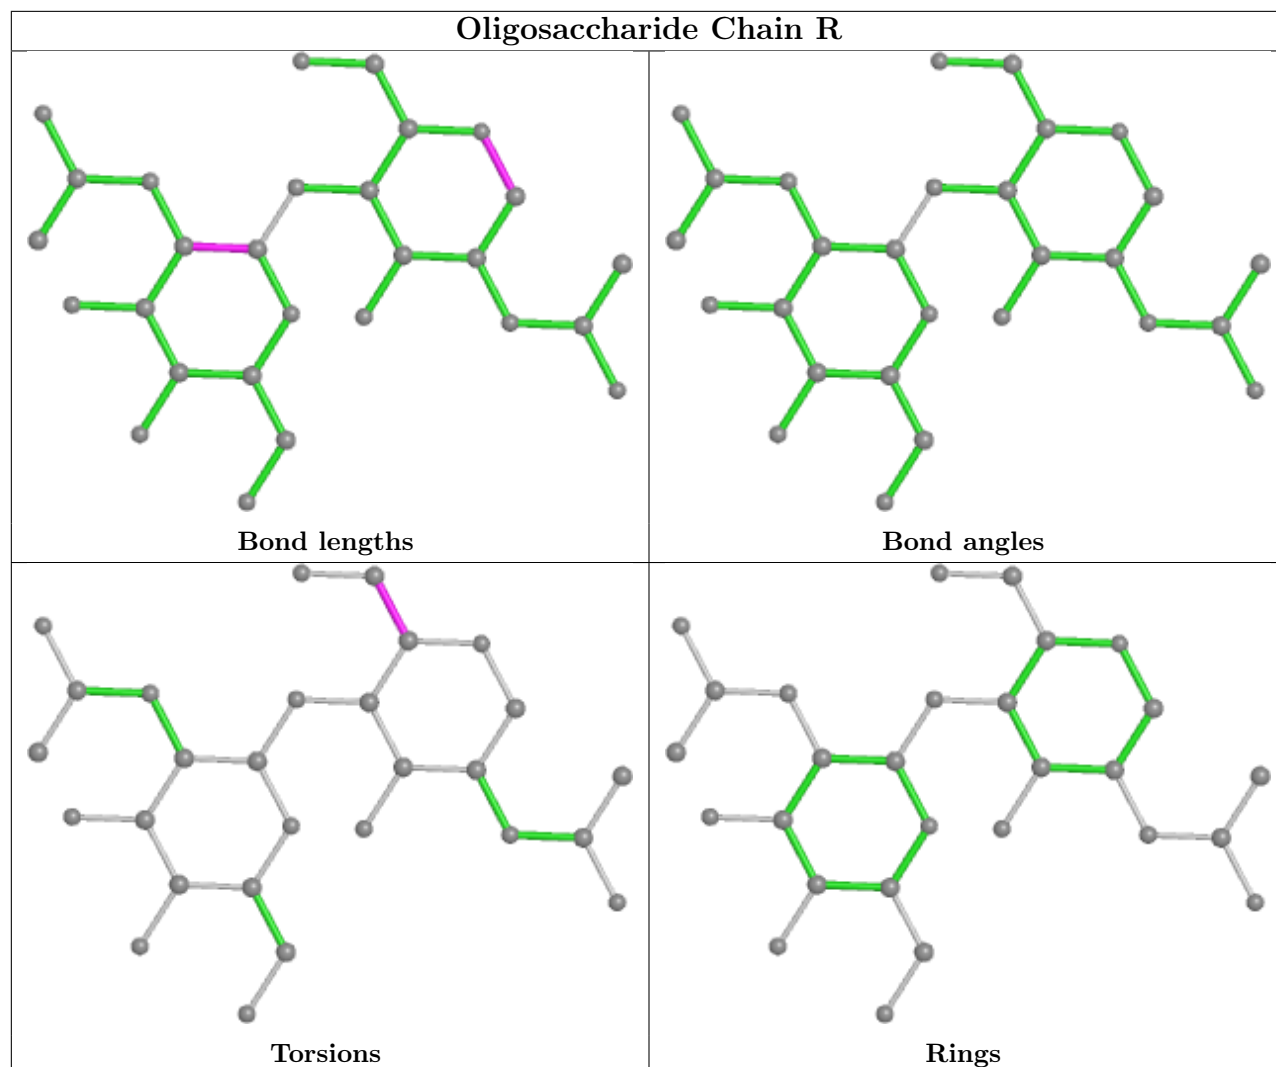 Oligosaccharide Chain R
Bond lengths
Bond angles
Torsions
Rings